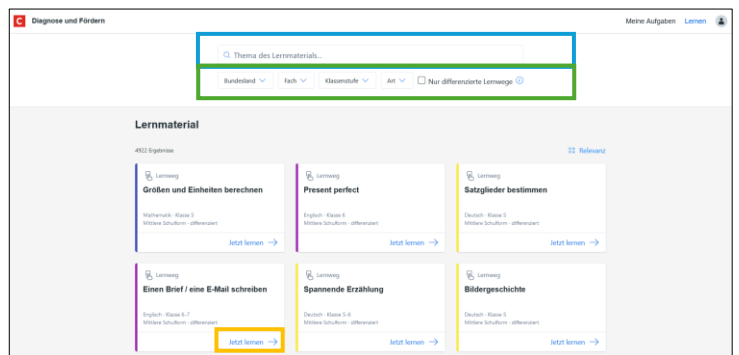 C Diagnose und Fördern
Meine Aufgaben Lernen
Thema des Lernmaterials...
Bundesland Fach Klassenstufe Art Nur differenzierte Lernwege
Lernmaterial
4922 Ergebnisse
Relevanz
Lernweg
Größen und Einheiten berechnen
Mathematik - Klasse 5
Mittlere Schulform - differenziert
Jetzt lernen
Lernweg
Present perfect
Englisch - Klasse 6
Mittlere Schulform - differenziert
Jetzt lernen
Lernweg
Satzglieder bestimmen
Deutsch - Klasse 5
Mittlere Schulform - differenziert
Jetzt lernen
Lernweg
Einen Brief / eine E-Mail schreiben
Englisch - Klasse 6-7
Mittlere Schulform - differenziert
Jetzt lernen
Lernweg
Spannende Erzählung
Deutsch - Klasse 5-6
Mittlere Schulform - differenziert
Jetzt lernen
Lernweg
Bildergeschichte
Deutsch - Klasse 5
Mittlere Schulform - differenziert
Jetzt lernen